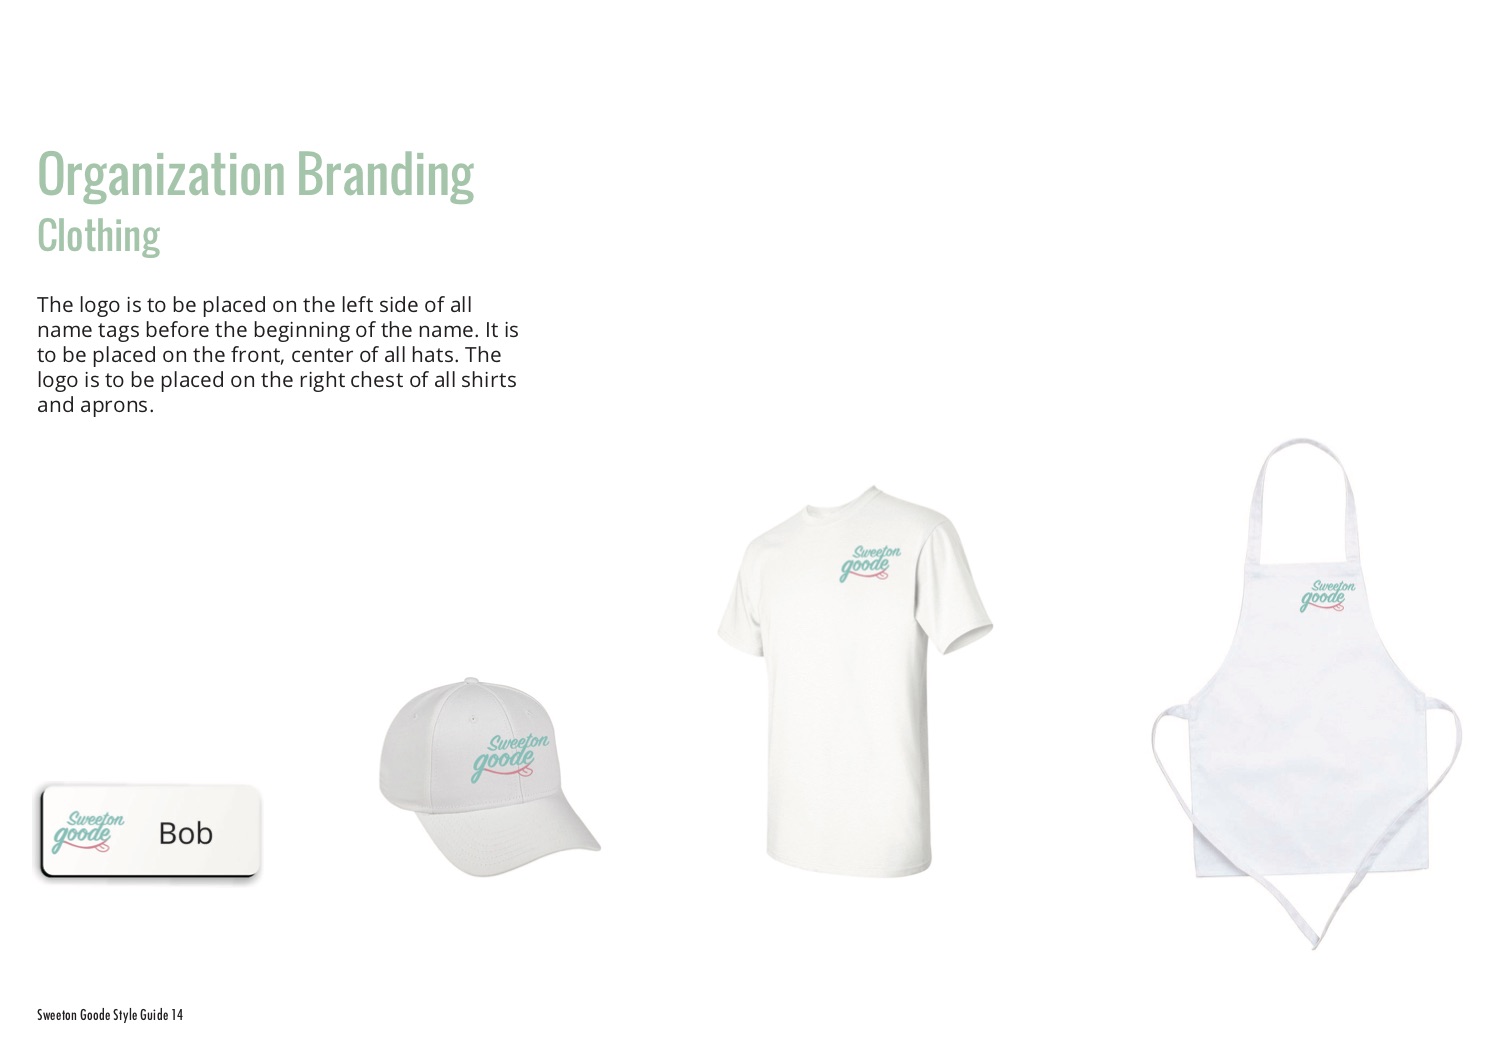 Organization Branding
Clothing
The logo is to be placed on the left side of all
name tags before the beginning of the name. It is
to be placed on the front, center of all hats. The
logo is to be placed on the right chest of all shirts
and aprons.
Sweeton
goode
Sweeton
goode
Sweeton
goode
Sweeton
goode
Bob
Sweeton Goode Style Guide 14